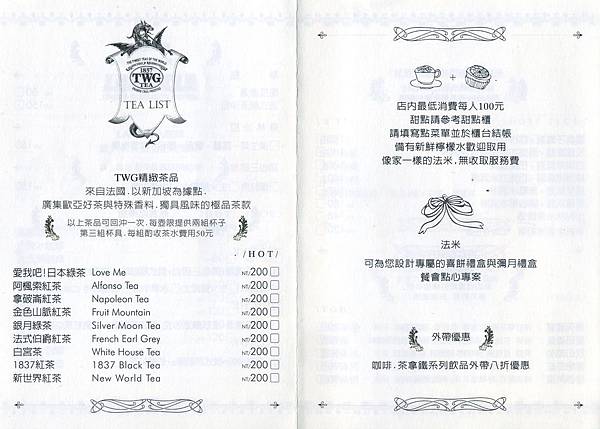 THE FINEST TEAS OF THE WORLD
1837
TWG
TEA
TEA LIST
TWG精緻茶品
來自法國，以新加坡為據點，
廣集歐亞好茶與特殊香料，獨具風味的極品茶款
以上茶品可回沖一次，每壺限提供兩組杯子
第三組杯具，每組酌收茶水費用50元
/HOT/
愛我吧!日本綠茶 Love Me NT/200
阿楓索紅茶 Alfonso Tea NT/200
拿破崙紅茶 Napoleon Tea NT/200
金色山脈紅茶 Fruit Mountain NT/200
銀月綠茶 Silver Moon Tea NT/200
法式伯爵紅茶 French Earl Grey NT/200
白宮茶 White House Tea NT/200
1837紅茶 1837 Black Tea NT/200
新世界紅茶 New World Tea NT/200
+
店內最低消費每人100元
甜點請參考甜點櫃
請填寫點菜單並於櫃台結帳
備有新鮮檸檬水歡迎取用
像家一樣的法米，無收取服務費
法米
可為您設計專屬的喜餅禮盒與彌月禮盒
餐會點心專案
外帶優惠
咖啡，茶拿鐵系列飲品外帶八折優惠